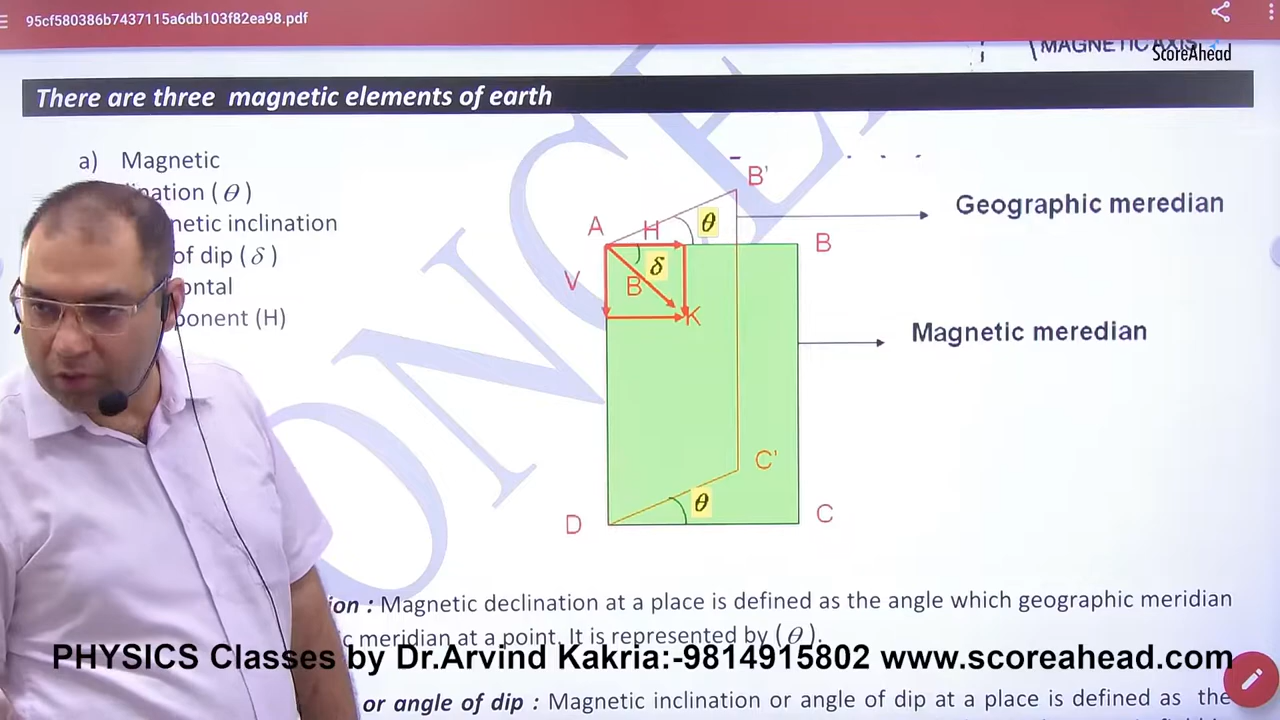 95cf580386b7437115a6db103f82ea98.pdf
MAGNETIC AXIS
ScoreAhead
There are three magnetic elements of earth
a) Magnetic
ination ( θ )
netic inclination
of dip ( δ )
ontal
ponent (H)
B'
Geographic meredian
A
H
θ
B
V
δ
B
K
Magnetic meredian
C'
θ
D
C
ion : Magnetic declination at a place is defined as the angle which geographic meridian
c meridian at a point. It is represented by ( θ ).
PHYSICS Classes by Dr.Arvind Kakria:-9814915802 www.scoreahead.com
or angle of dip : Magnetic inclination or angle of dip at a place is defined as the